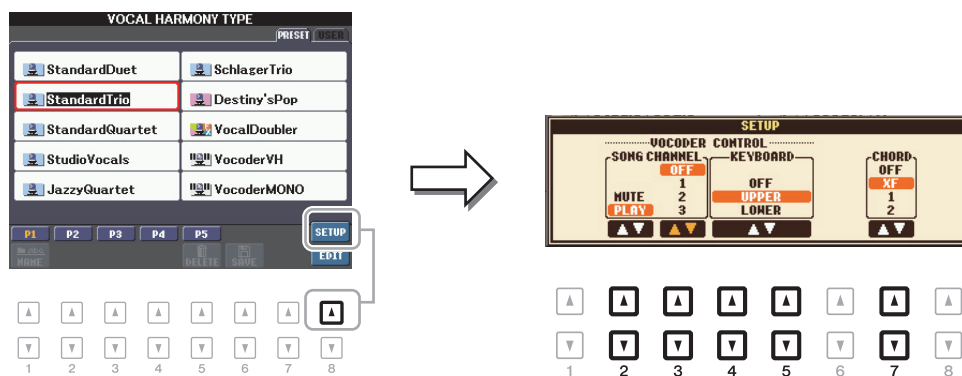 VOCAL HARMONY TYPE
PRESET USER
StandardDuet
SchlagerTrio
StandardTrio
Destiny'sPop
StandardQuartet
VocalDoubler
StudioVocals
VocoderVH
JazzyQuartet
VocoderMONO
P1 P2 P3 P4 P5 SETUP
NAME DELETE SAVE EDIT
1 2 3 4 5 6 7 8
SETUP
VOCODER CONTROL
SONG CHANNEL KEYBOARD CHORD
OFF OFF
1 OFF XF
MUTE 2 UPPER 1
PLAY 3 LOWER 2
1 2 3 4 5 6 7 8